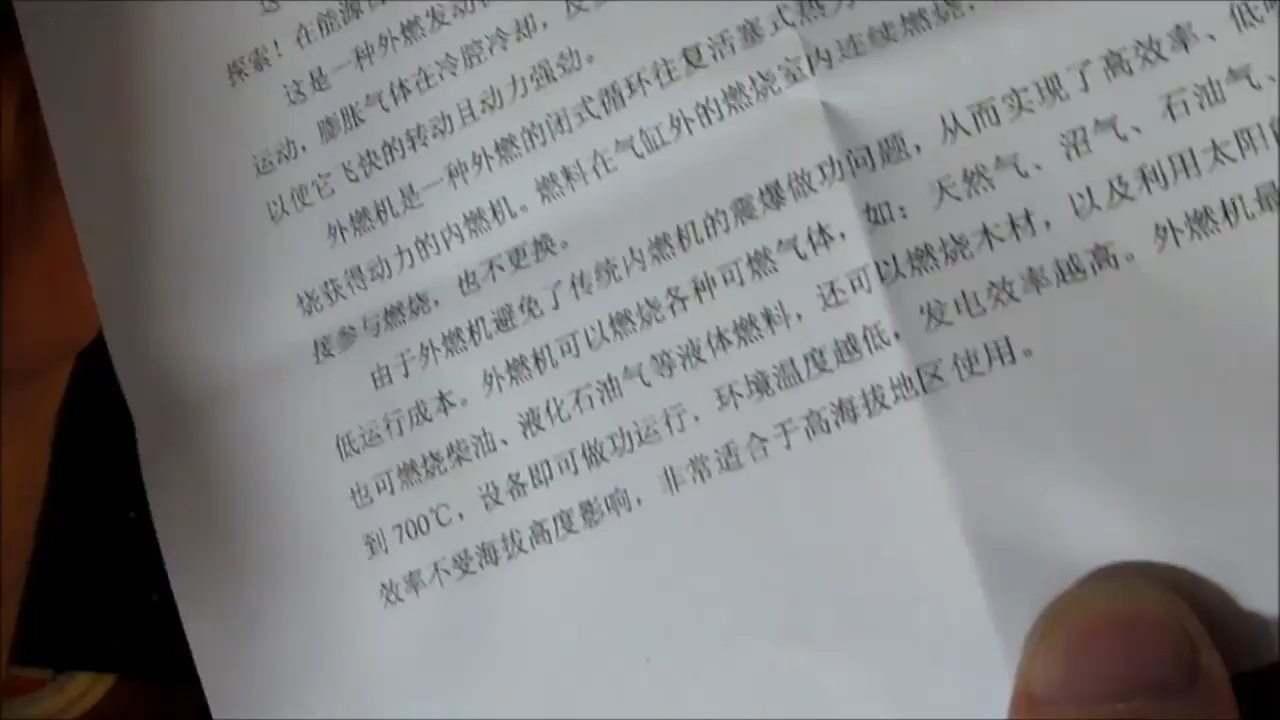 这
探索！在能源
这是一种外燃发动
运动，膨胀气体在冷腔冷却，
以使它飞快的转动且动力强劲。
外燃机是一种外燃的闭式循环往复活塞式热力
烧获得动力的内燃机。燃料在气缸外的燃烧室内连续燃烧，
接参与燃烧，也不更换。
由于外燃机避免了传统内燃机的震爆做功问题，从而实现了高效率、低
低运行成本。外燃机可以燃烧各种可燃气体，如：天然气、沼气、石油气、
也可燃烧柴油、液化石油气等液体燃料，还可以燃烧木材，以及利用太阳
到 700℃，设备即可做功运行，环境温度越低，发电效率越高。外燃机最
效率不受海拔高度影响，非常适合于高海拔地区使用。